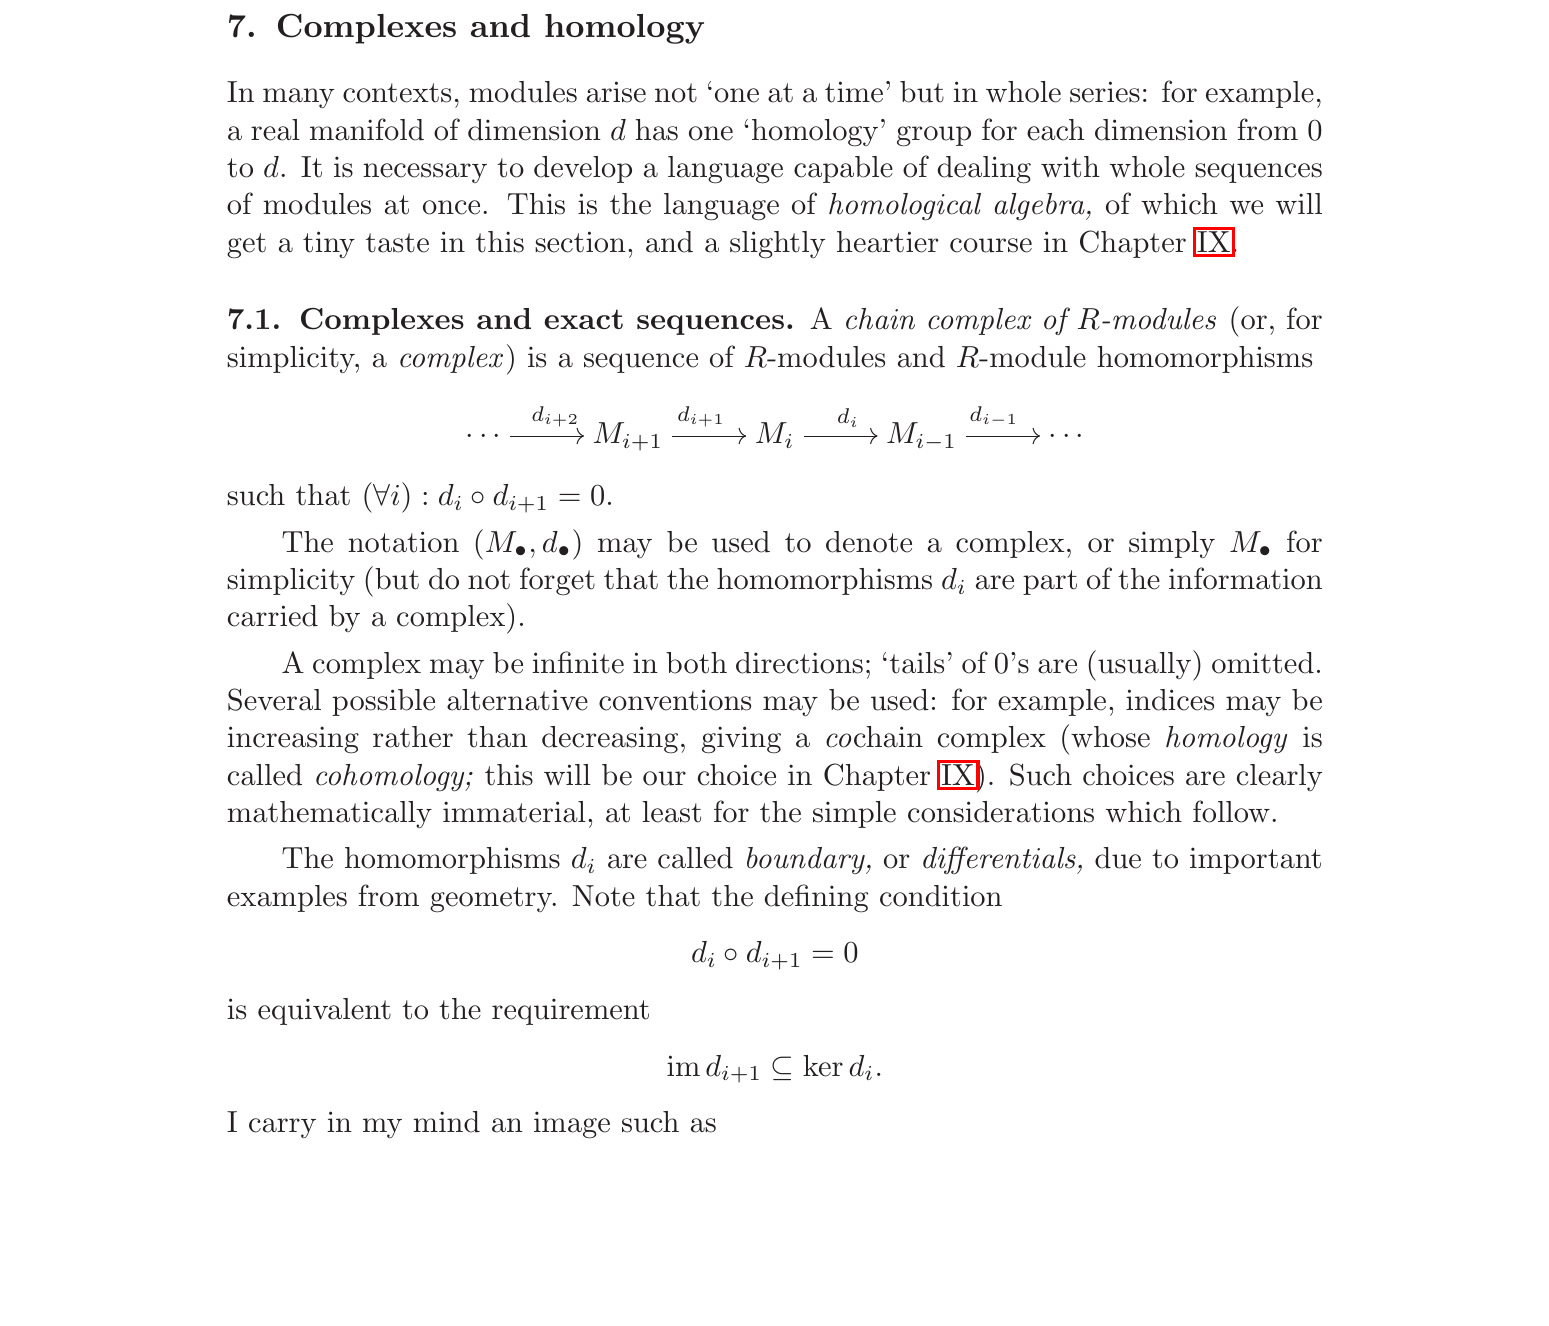 7. Complexes and homology
In many contexts, modules arise not ‘one at a time’ but in whole series: for example,
a real manifold of dimension d has one ‘homology’ group for each dimension from 0
to d. It is necessary to develop a language capable of dealing with whole sequences
of modules at once. This is the language of homological algebra, of which we will
get a tiny taste in this section, and a slightly heartier course in Chapter IX.
7.1. Complexes and exact sequences. A chain complex of R-modules (or, for
simplicity, a complex) is a sequence of R-modules and R-module homomorphisms
⋯ \xrightarrow{d_{i+2}} M_{i+1} \xrightarrow{d_{i+1}} M_i \xrightarrow{d_i} M_{i−1} \xrightarrow{d_{i−1}} ⋯
such that (∀i) : d_i ∘ d_{i+1} = 0.
The notation (M_•, d_•) may be used to denote a complex, or simply M_• for
simplicity (but do not forget that the homomorphisms d_i are part of the information
carried by a complex).
A complex may be infinite in both directions; ‘tails’ of 0’s are (usually) omitted.
Several possible alternative conventions may be used: for example, indices may be
increasing rather than decreasing, giving a cochain complex (whose homology is
called cohomology; this will be our choice in Chapter IX). Such choices are clearly
mathematically immaterial, at least for the simple considerations which follow.
The homomorphisms d_i are called boundary, or differentials, due to important
examples from geometry. Note that the defining condition
d_i ∘ d_{i+1} = 0
is equivalent to the requirement
im d_{i+1} ⊆ ker d_i.
I carry in my mind an image such as